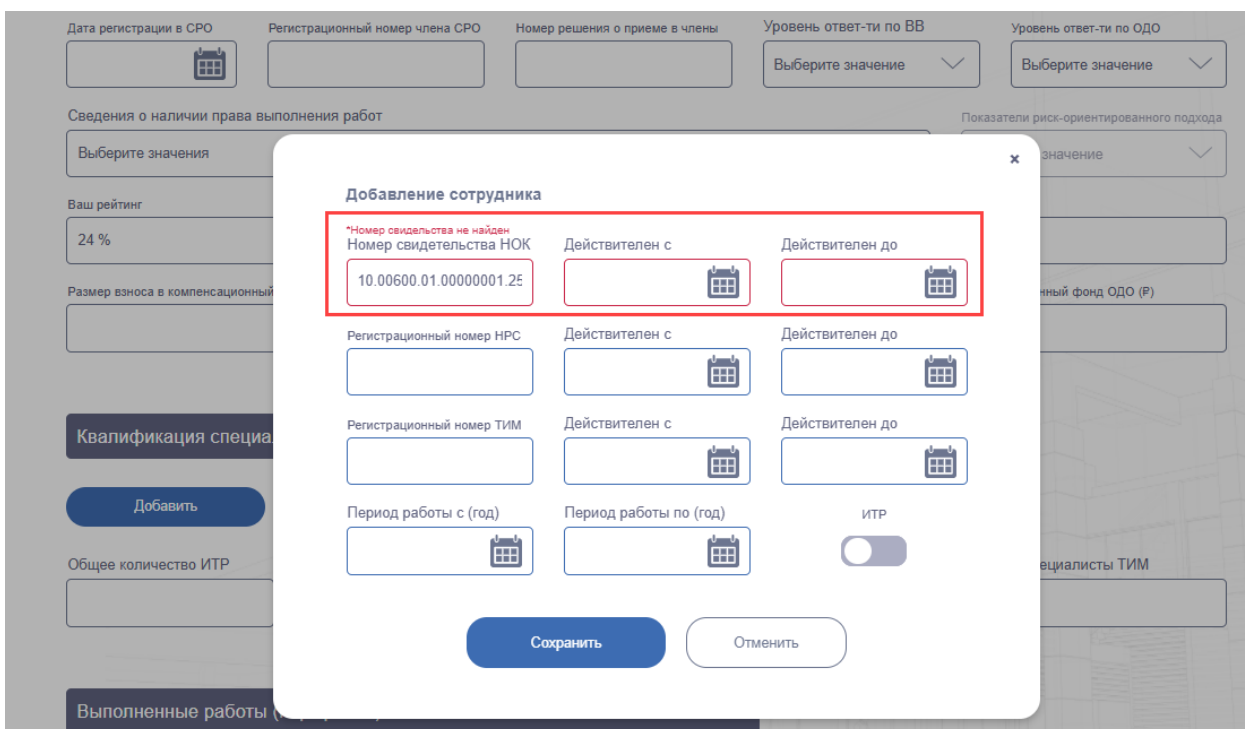 Дата регистрации в СРО
Регистрационный номер члена СРО
Номер решения о приеме в члены
Уровень ответ-ти по ВВ
Уровень ответ-ти по ОДО
Выберите значение
Выберите значение
Сведения о наличии права выполнения работ
Показатели риск-ориентированного подхода
Выберите значения
значение
Ваш рейтинг
24 %
Размер взноса в компенсационный
нный фонд ОДО (₽)
Квалификация специа
Добавить
Общее количество ИТР
ециалисты ТИМ
Выполненные работы (
×
Добавление сотрудника
*Номер свидельства не найден
Номер свидетельства НОК
Действителен с
Действителен до
10.00600.01.00000001.25
Регистрационный номер НРС
Действителен с
Действителен до
Регистрационный номер ТИМ
Действителен с
Действителен до
Период работы с (год)
Период работы по (год)
ИТР
Сохранить
Отменить